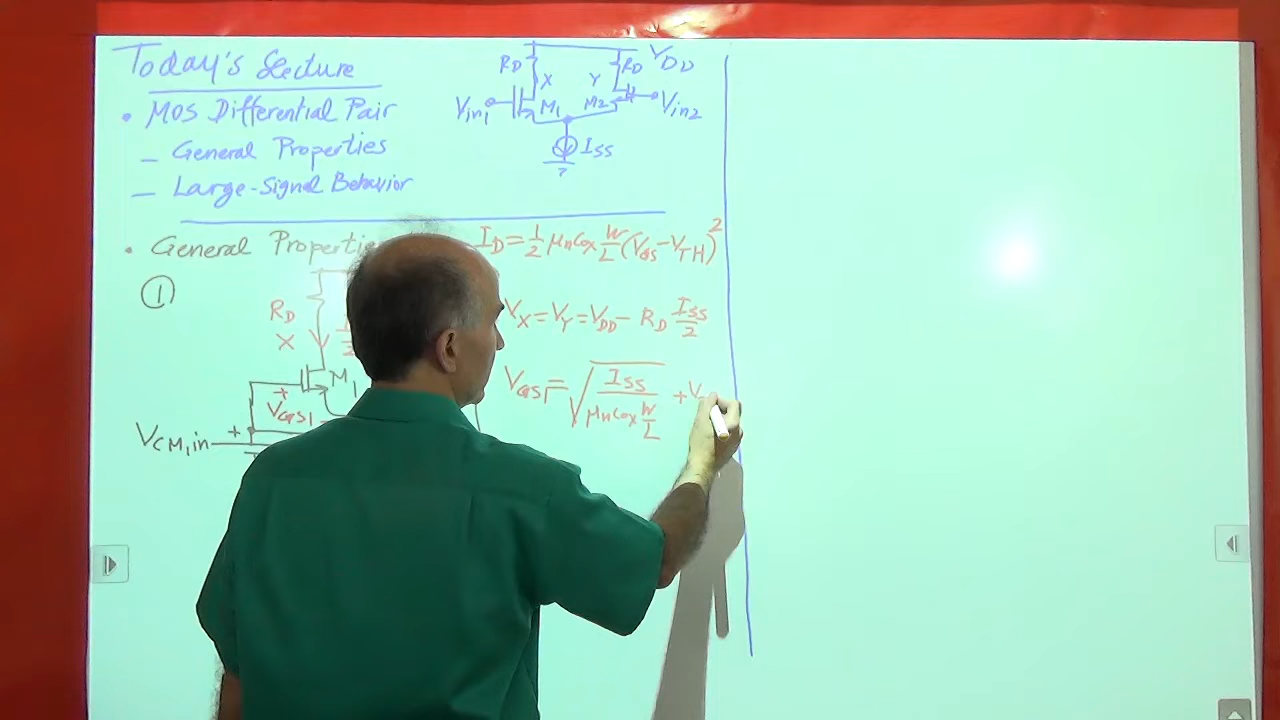 Today's Lecture
• MOS Differential Pair
– General Properties
– Large-Signal Behavior
RD X Y RD VDD
Vin1 M1 M2 Vin2
ISS
• General
ID = 1/2 μnCox W/L (VGS - VTH)²
①
RD
X
VX = VY = VDD - RD ISS/2
M1
+
VGS1
VCM,in +
VGS1 = √(ISS / μnCox W/L) +